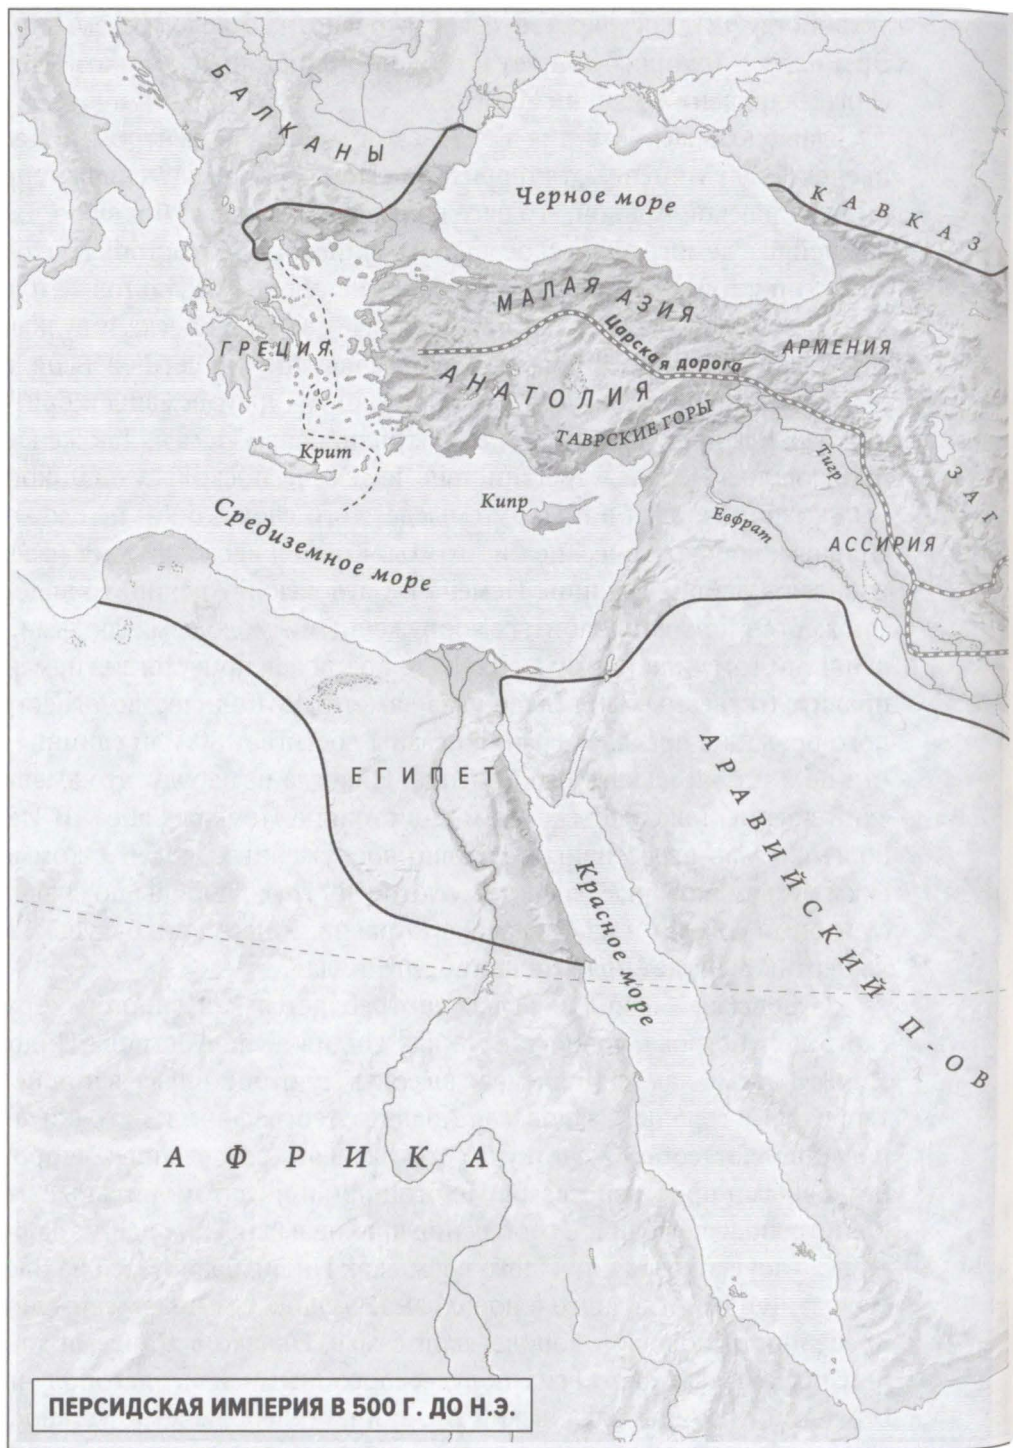 БАЛКАНЫ
Черное море
КАВКАЗ
МАЛАЯ АЗИЯ
Царская дорога
АРМЕНИЯ
ГРЕЦИЯ
АНАТОЛИЯ
ТАВРСКИЕ ГОРЫ
Крит
Тигр
ЗАГ
Кипр
Средиземное море
Евфрат
АССИРИЯ
ЕГИПЕТ
АРАВИЙСКИЙ П-ОВ
Красное море
АФРИКА
ПЕРСИДСКАЯ ИМПЕРИЯ В 500 Г. ДО Н.Э.